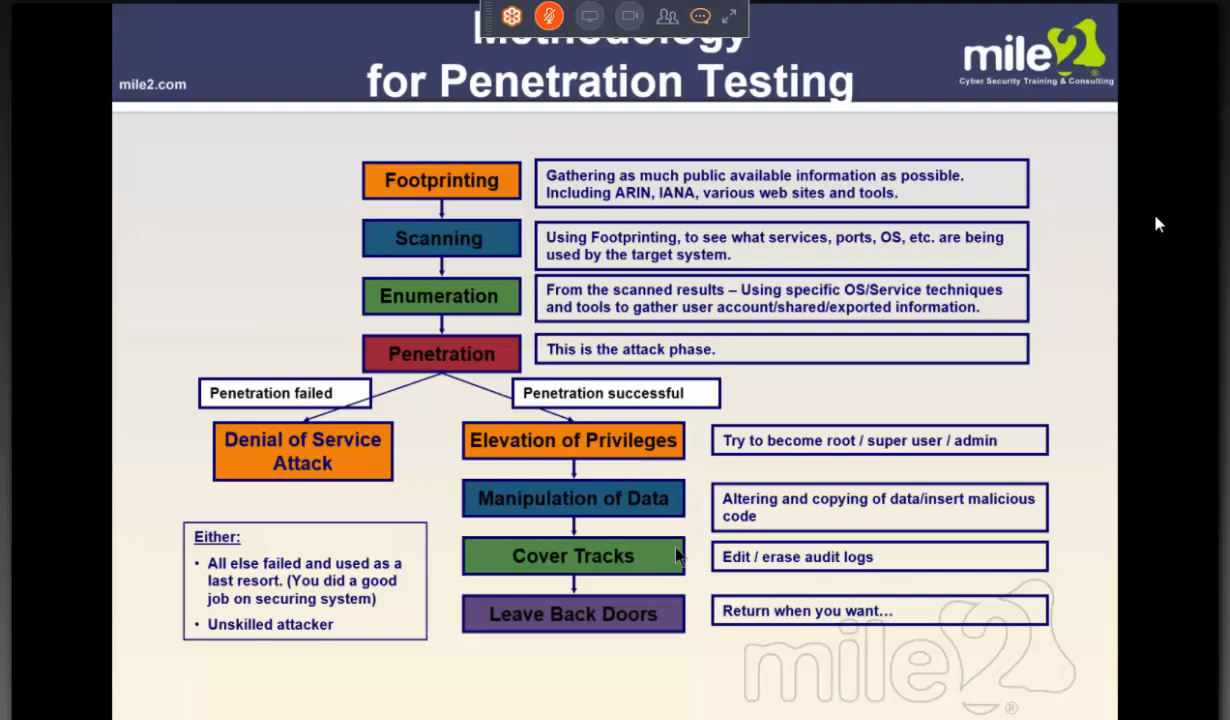 Methodology
for Penetration Testing
mile2.com
mile2
Cyber Security Training & Consulting
Footprinting
Gathering as much public available information as possible.
Including ARIN, IANA, various web sites and tools.
Scanning
Using Footprinting, to see what services, ports, OS, etc. are being
used by the target system.
Enumeration
From the scanned results – Using specific OS/Service techniques
and tools to gather user account/shared/exported information.
Penetration
This is the attack phase.
Penetration failed
Penetration successful
Denial of Service
Attack
Elevation of Privileges
Try to become root / super user / admin
Manipulation of Data
Altering and copying of data/insert malicious
code
Either:
• All else failed and used as a
last resort. (You did a good
job on securing system)
• Unskilled attacker
Cover Tracks
Edit / erase audit logs
Leave Back Doors
Return when you want…
mile2®